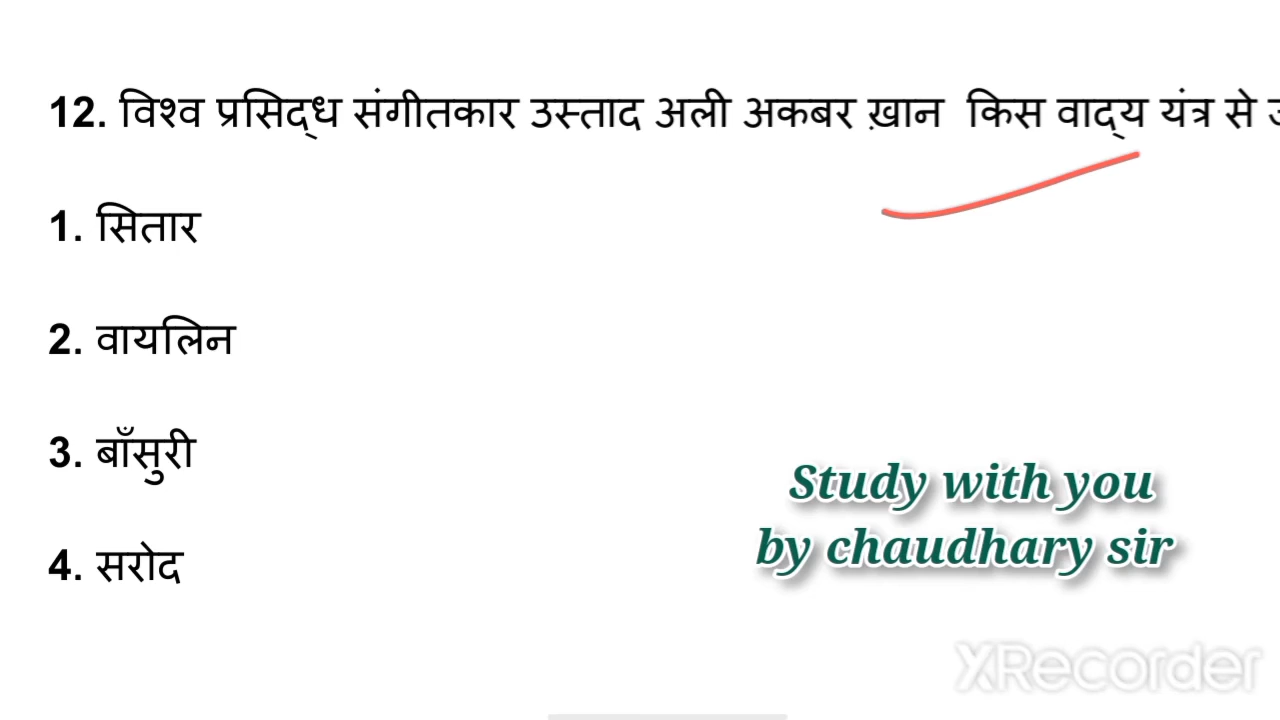 12. विश्व प्रसिद्ध संगीतकार उस्ताद अली अकबर ख़ान किस वाद्य यंत्र से
1. सितार
2. वायलिन
3. बाँसुरी
4. सरोद
Study with you
by chaudhary sir
XRecorder